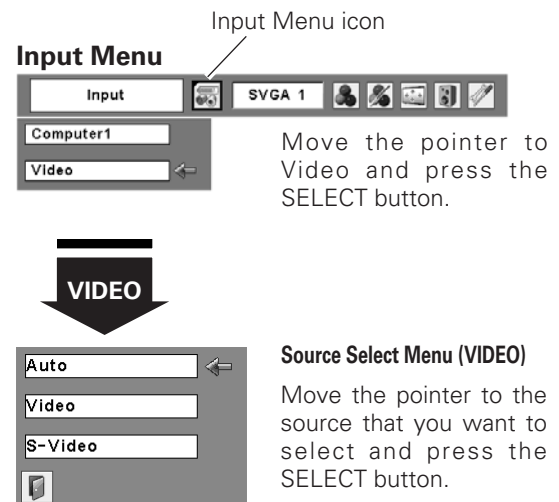 Input Menu icon
Input Menu
Input SVGA 1
Computer1
Video
Move the pointer to
Video and press the
SELECT button.
VIDEO
Auto
Video
S-Video
Source Select Menu (VIDEO)
Move the pointer to the
source that you want to
select and press the
SELECT button.